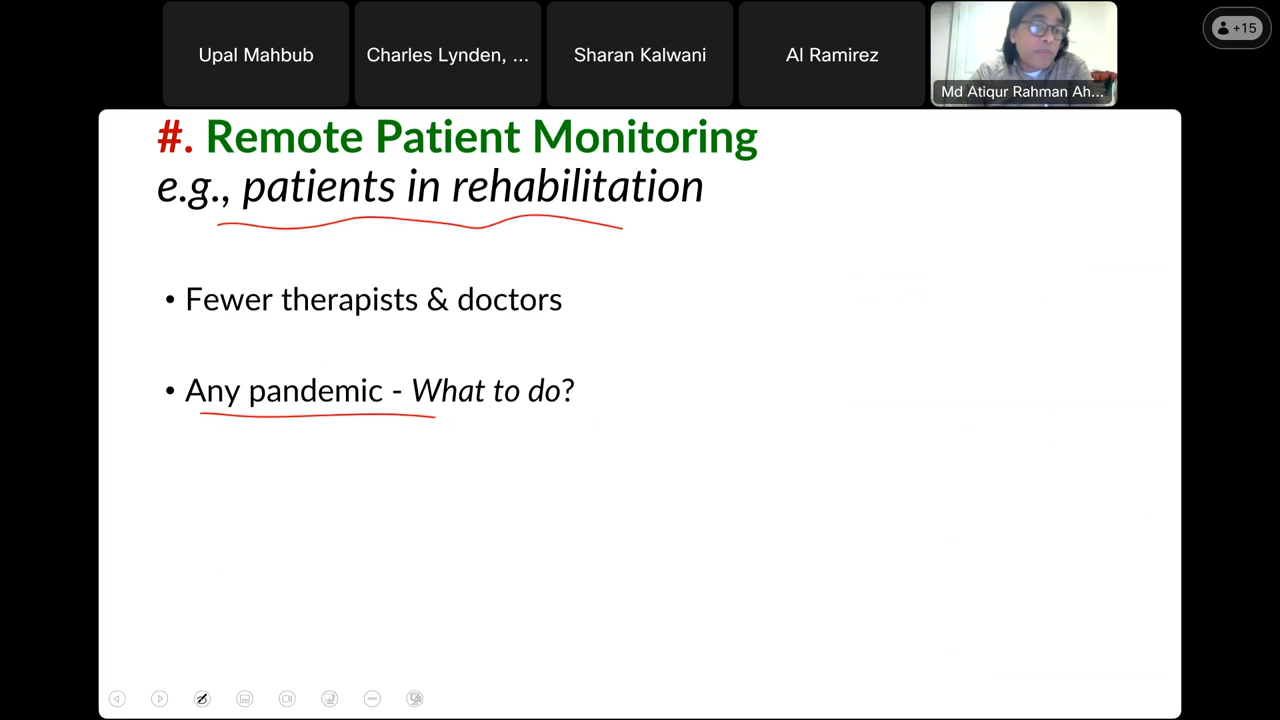 Upal Mahbub
Charles Lynden, ...
Sharan Kalwani
Al Ramirez
Md Atiqur Rahman Ah...
+15
#. Remote Patient Monitoring
e.g., patients in rehabilitation
• Fewer therapists & doctors
• Any pandemic - What to do?